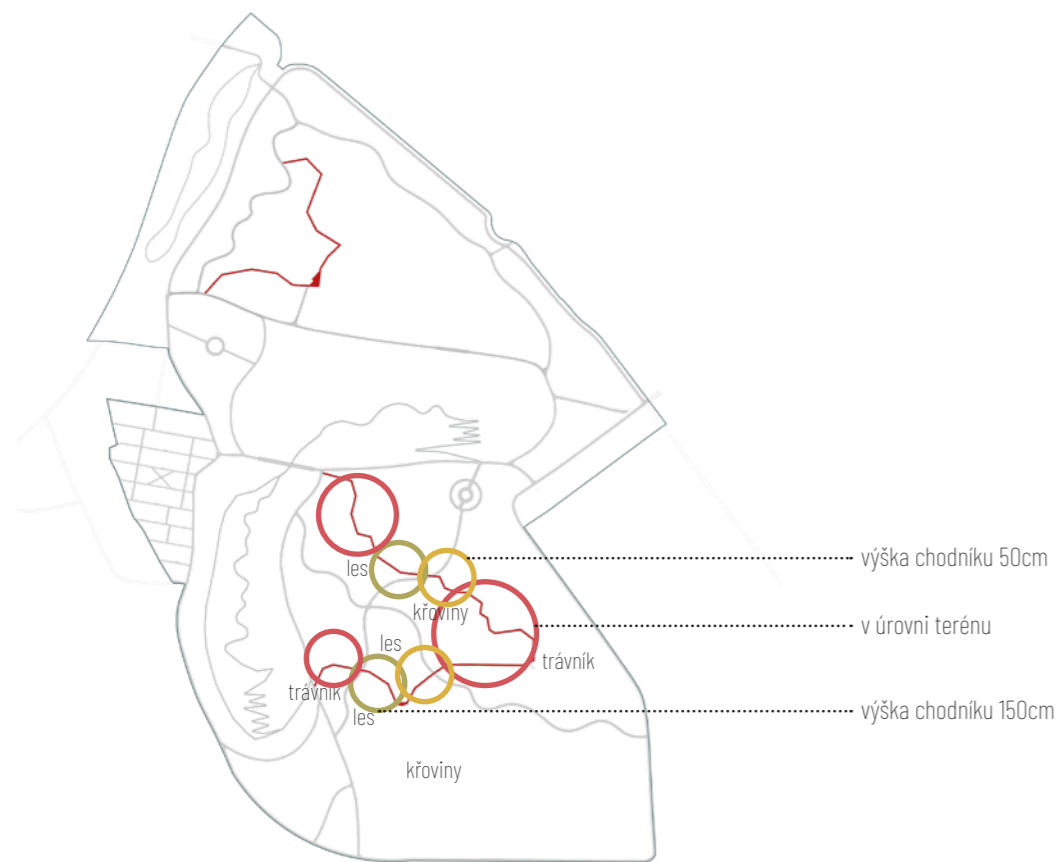 výška chodníku 50cm
les
křoviny
v úrovni terénu
les
trávník
trávník
výška chodníku 150cm
les
křoviny